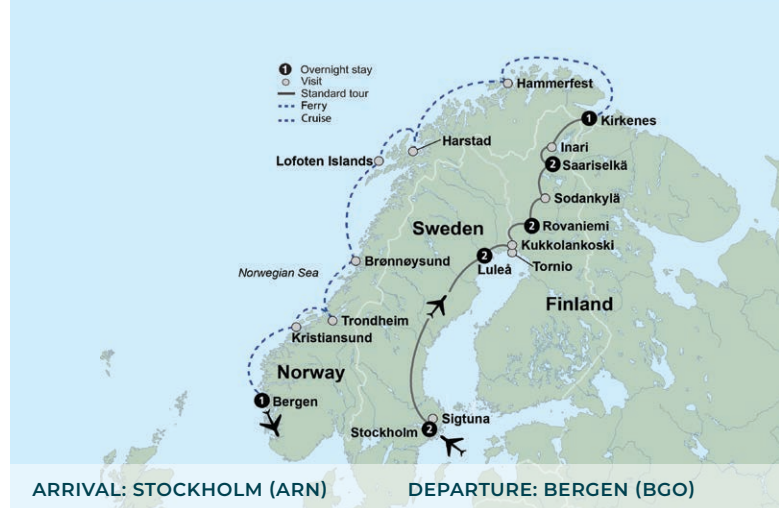 1 Overnight stay
Visit
Standard tour
Ferry
Cruise
Hammerfest
1 Kirkenes
Harstad
Inari
Lofoten Islands
2 Saariselkä
Sodankylä
Sweden
2 Rovaniemi
Kukkolankoski
Brønnøysund
2
Luleå
Tornio
Norwegian Sea
Finland
Trondheim
Kristiansund
Norway
1 Bergen
Sigtuna
Stockholm 2
ARRIVAL: STOCKHOLM (ARN)
DEPARTURE: BERGEN (BGO)